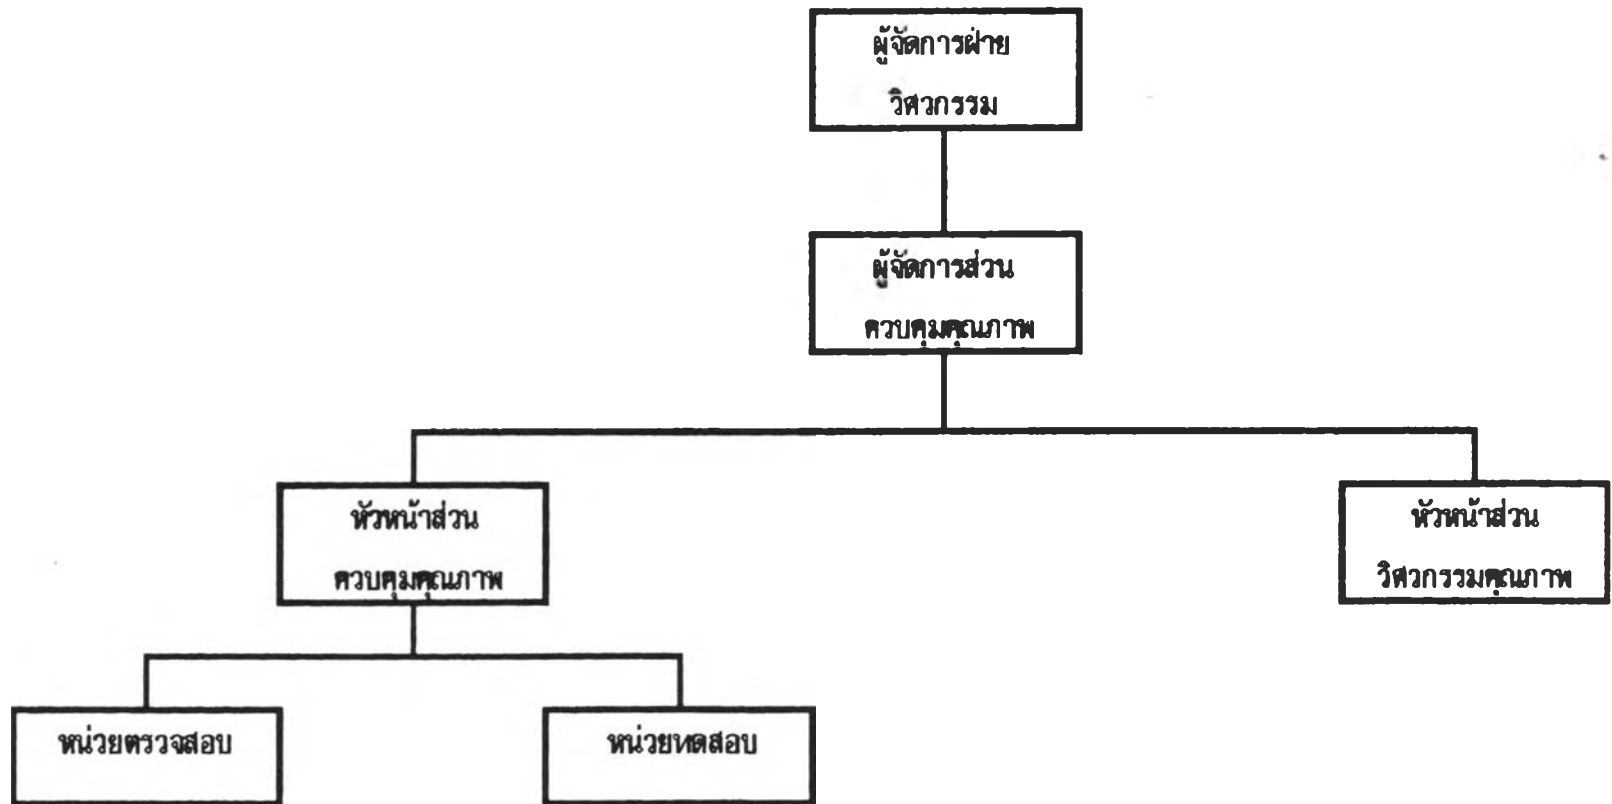 ผู้จัดการฝ่าย
วิศวกรรม
ผู้จัดการส่วน
ควบคุมคุณภาพ
หัวหน้าส่วน
ควบคุมคุณภาพ
หัวหน้าส่วน
วิศวกรรมคุณภาพ
หน่วยตรวจสอบ
หน่วยทดสอบ